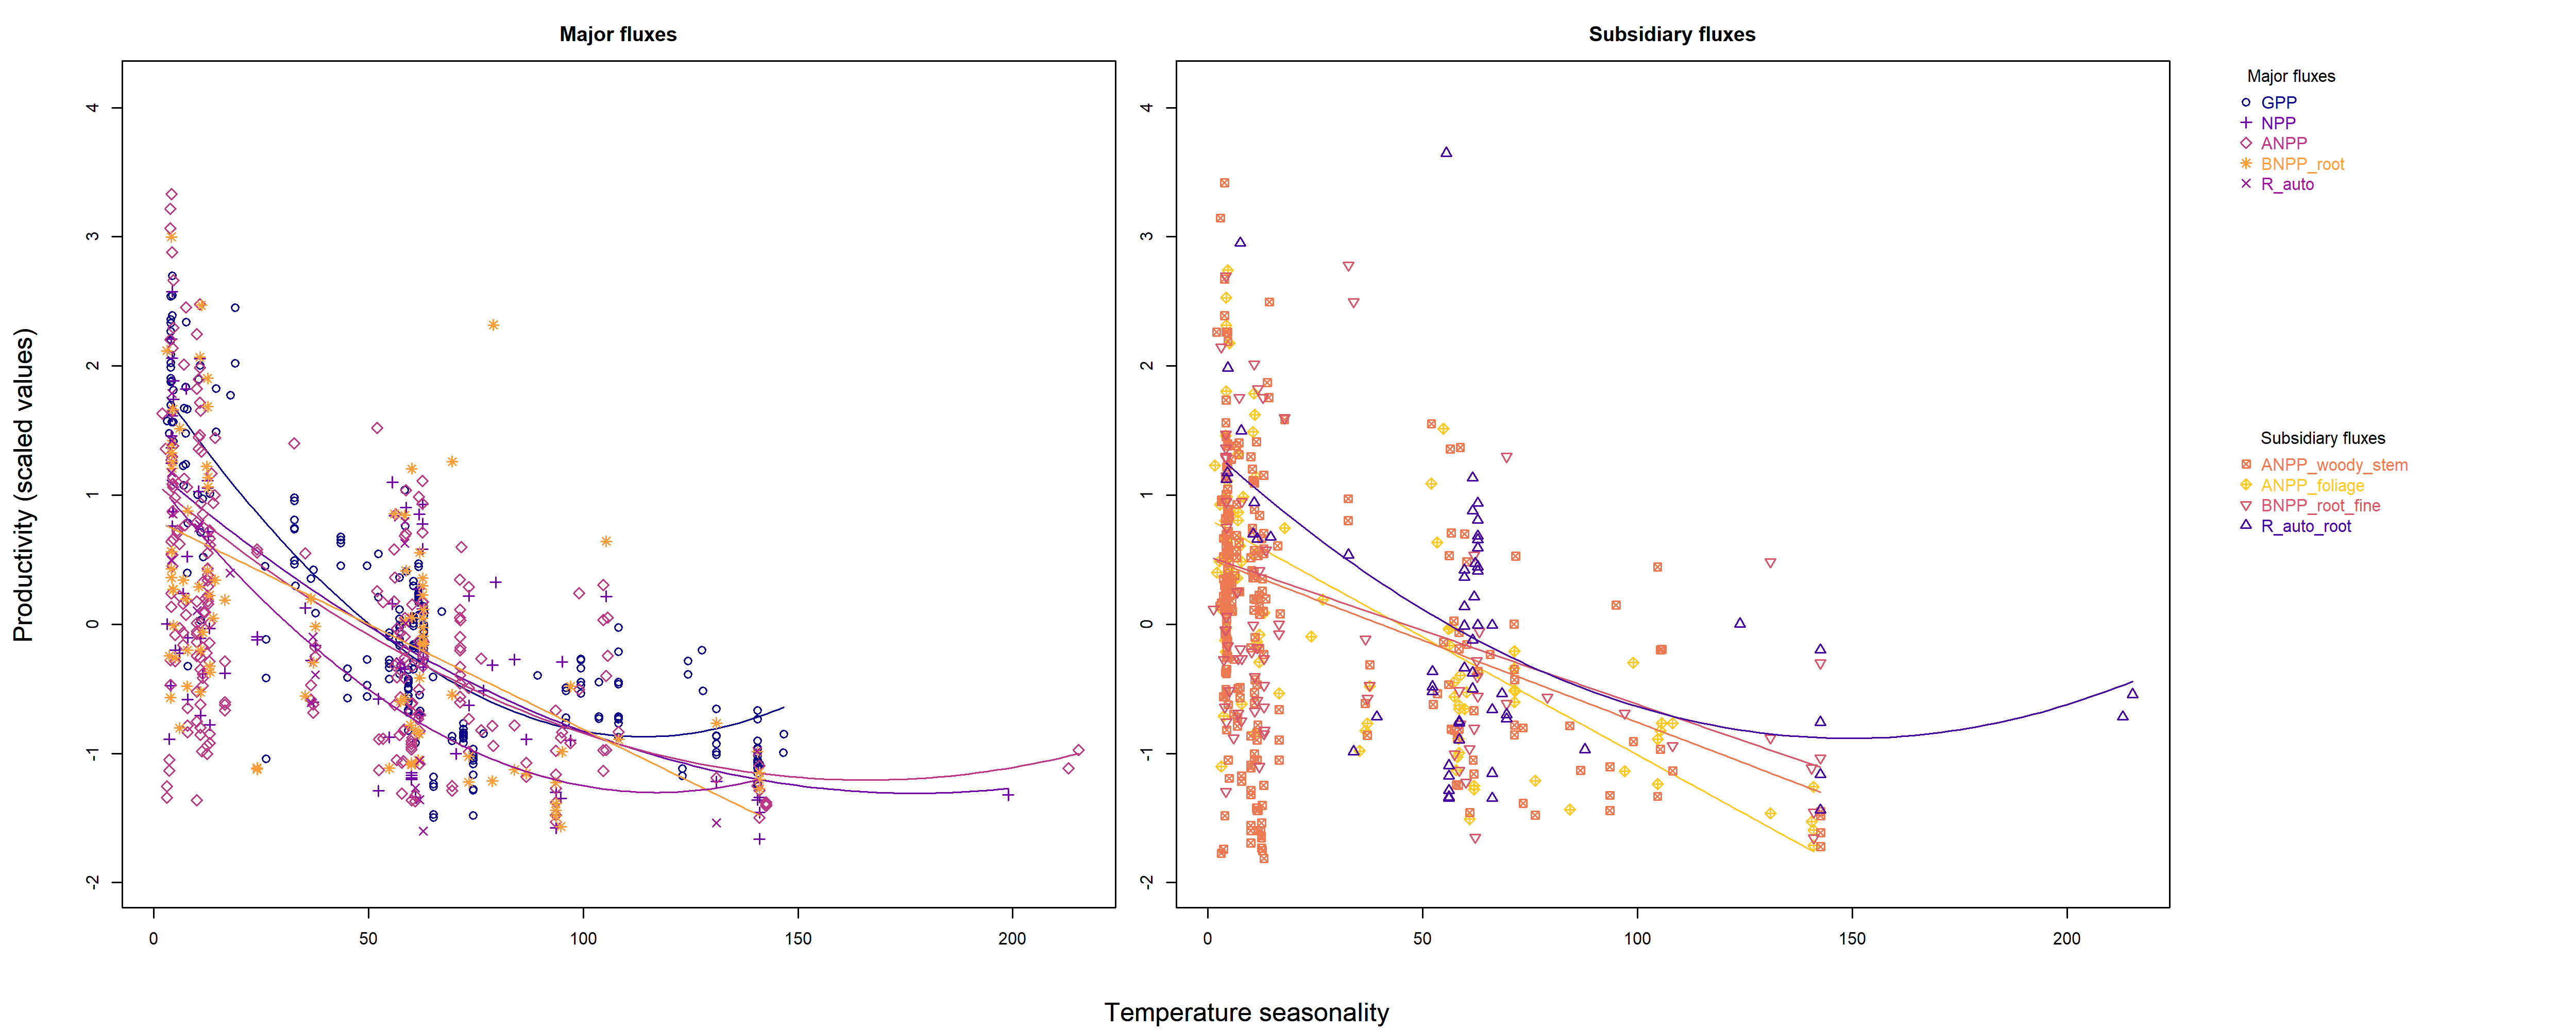 Major fluxes
Subsidiary fluxes
Productivity (scaled values)
4
3
2
1
0
-1
-2
0
50
100
150
200
4
3
2
1
0
-1
-2
0
50
100
150
200
Temperature seasonality
Major fluxes
GPP
NPP
ANPP
BNPP_root
R_auto
Subsidiary fluxes
ANPP_woody_stem
ANPP_foliage
BNPP_root_fine
R_auto_root